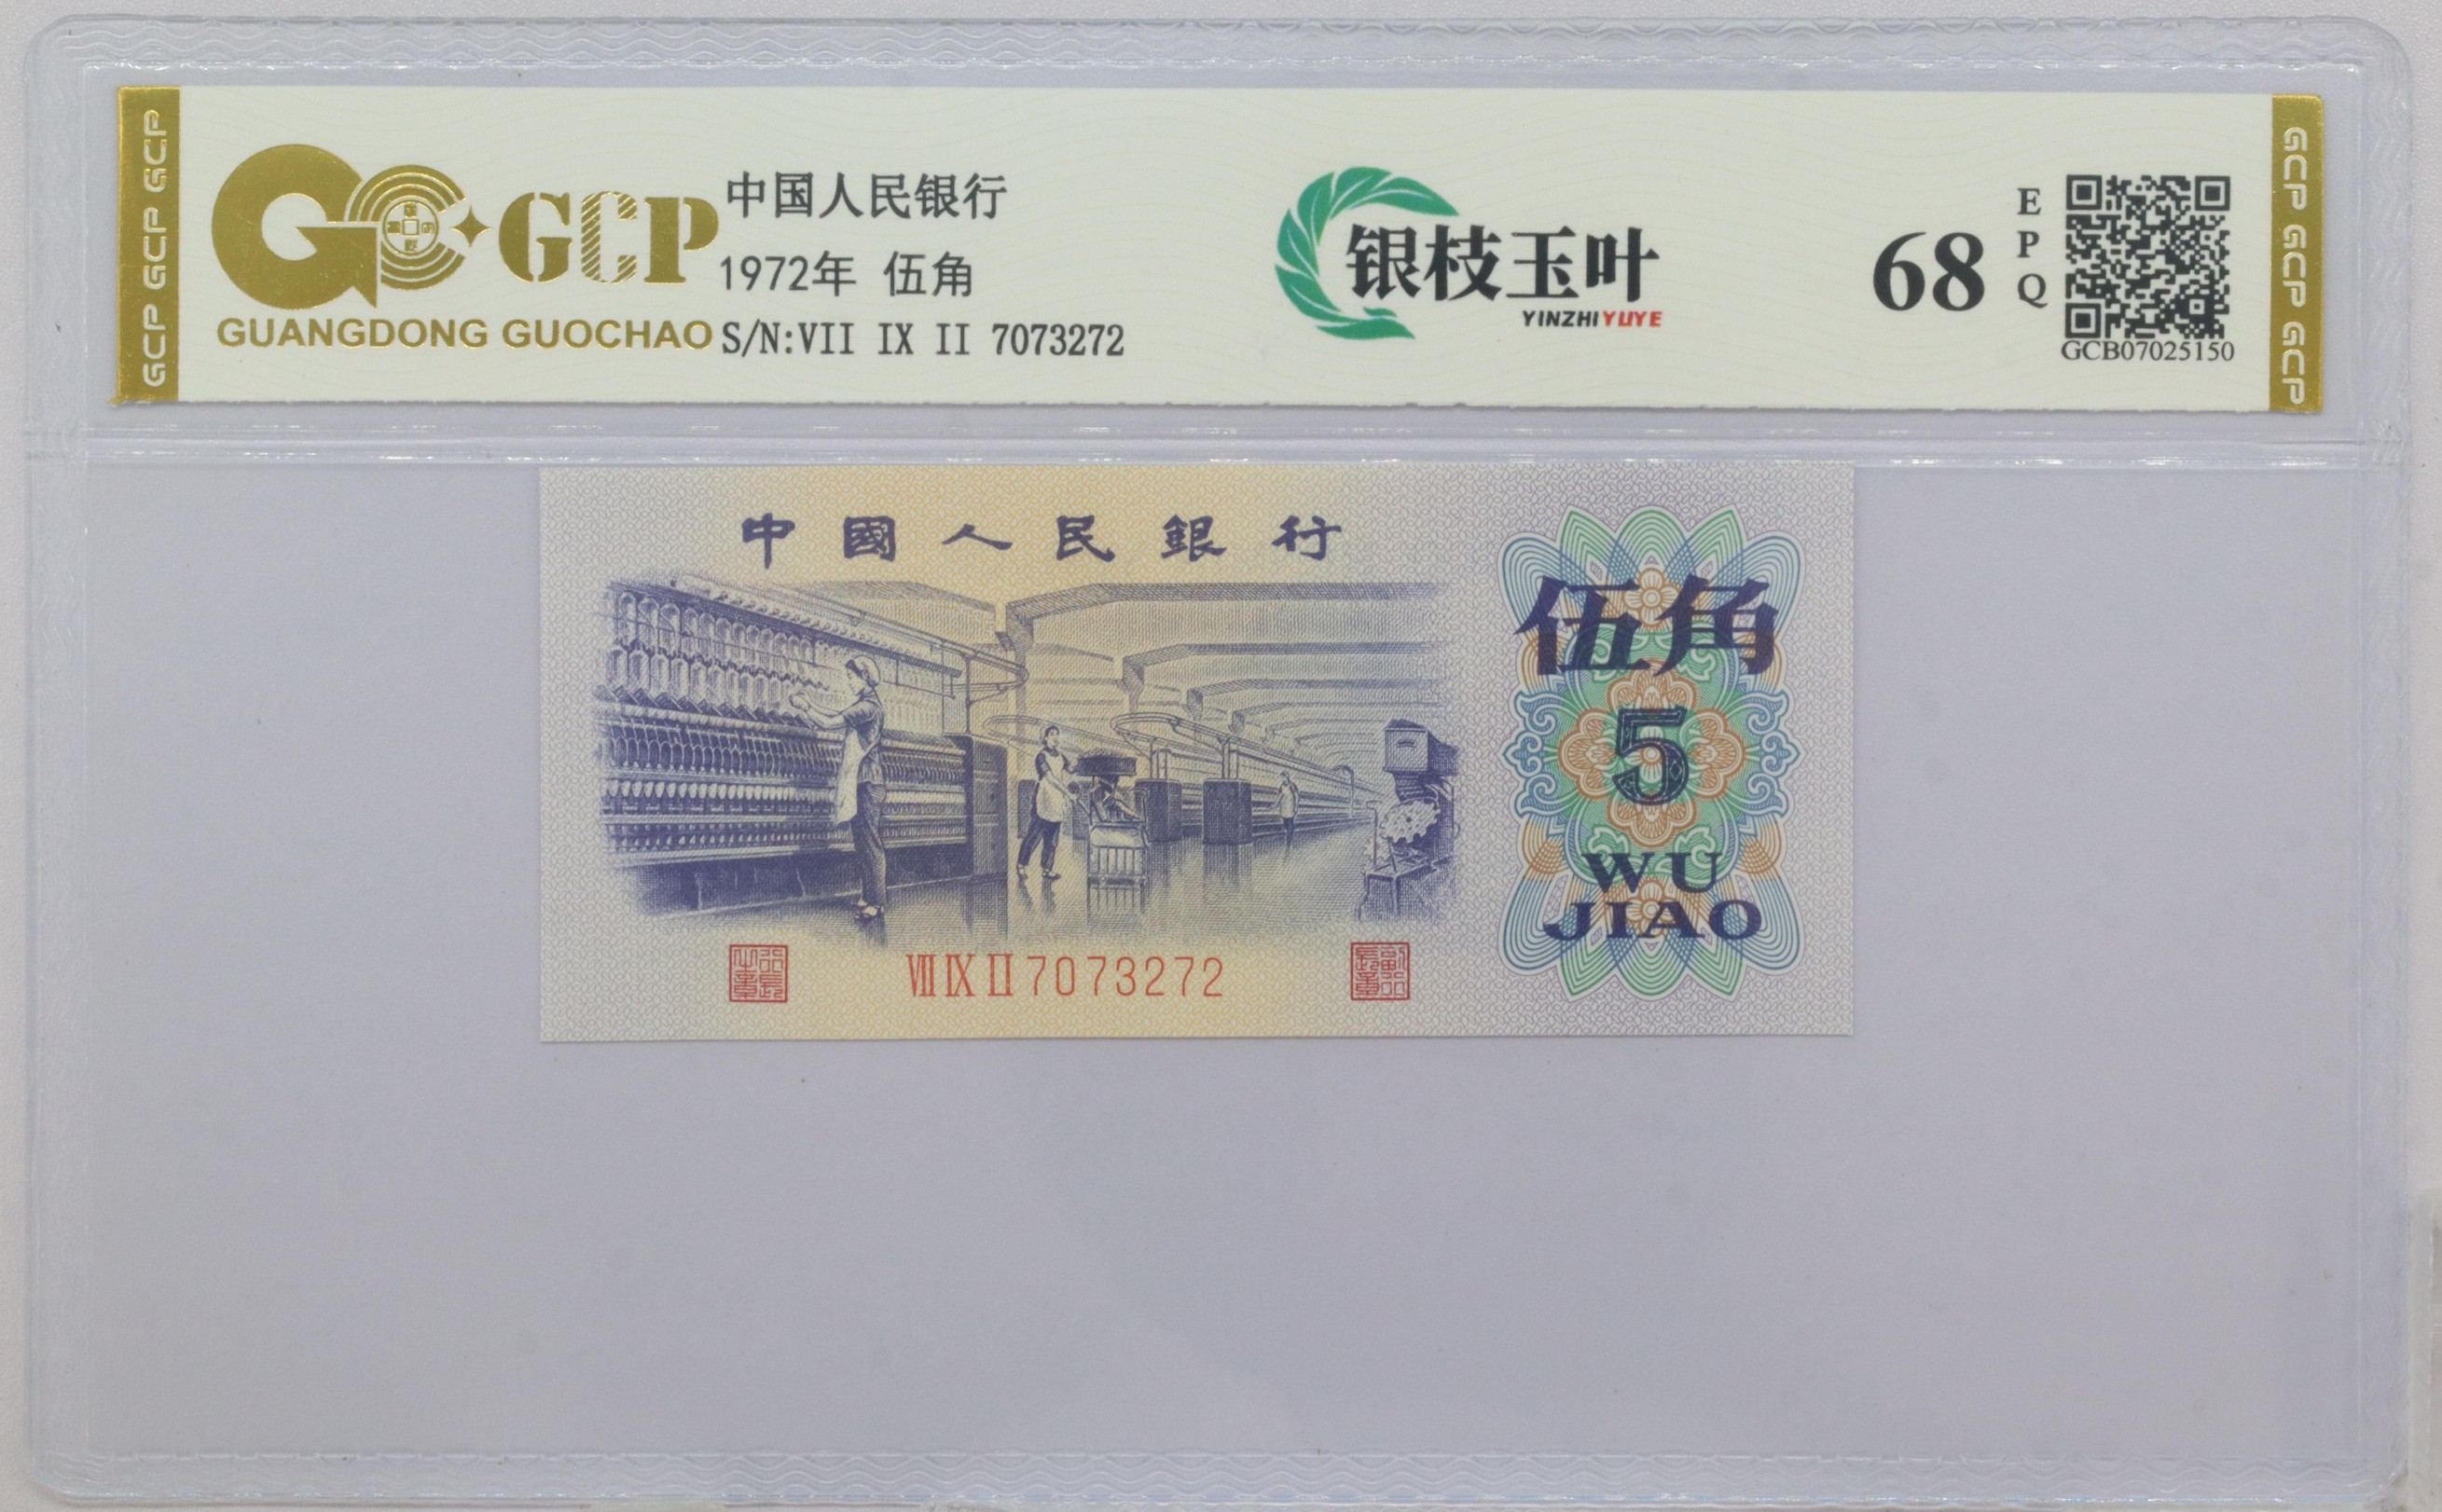 GCP GCP GCP
GCP
GUANGDONG GUOCHAO
中国人民银行
1972年 伍角
S/N:VII IX II 7073272
银枝玉叶
YINZHIYUYE
68
EPQ
GCB07025150
GCP GCP GCP
中國人民銀行
伍角
5
WU
JIAO
Ⅶ Ⅸ Ⅱ 7073272